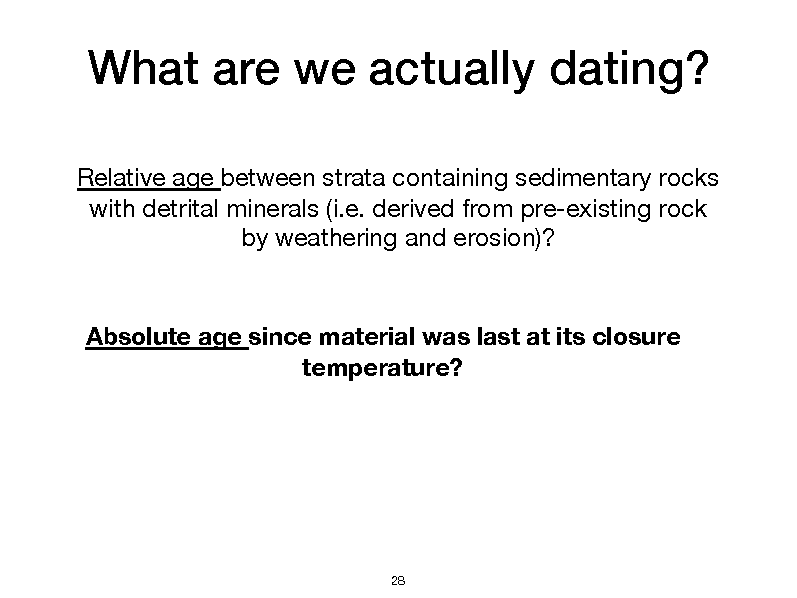 What are we actually dating?
Relative age between strata containing sedimentary rocks
with detrital minerals (i.e. derived from pre-existing rock
by weathering and erosion)?
Absolute age since material was last at its closure
temperature?
28